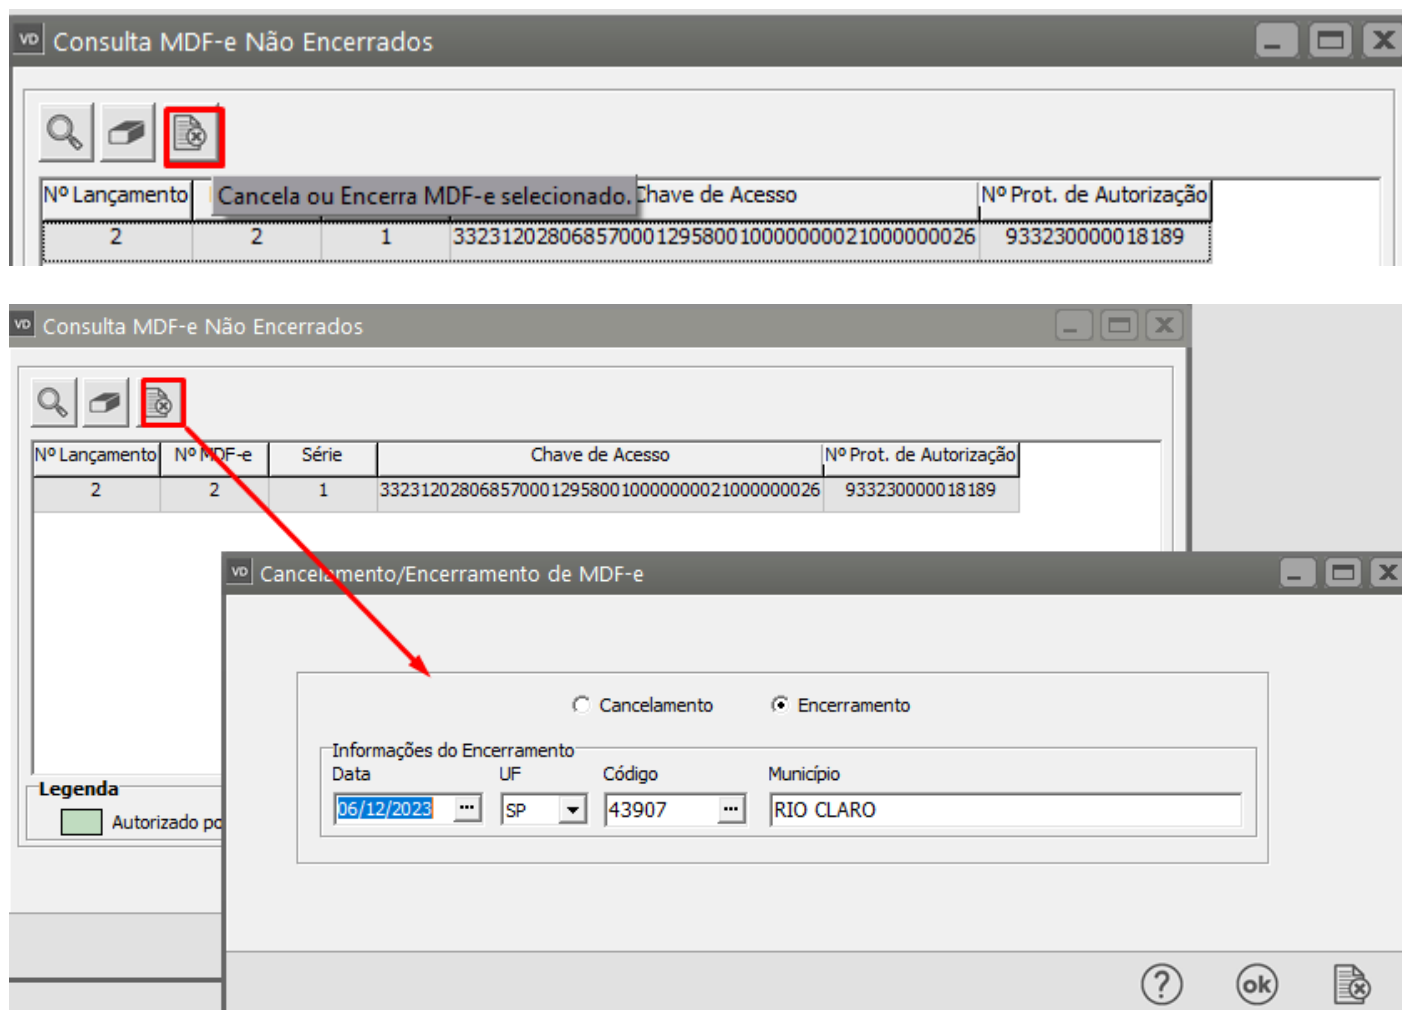 VD Consulta MDF-e Não Encerrados
Nº Lançamento Cancela ou Encerra MDF-e selecionado. Chave de Acesso Nº Prot. de Autorização
2 2 1 33231202806857000129580010000000021000000026 933230000018189
VD Consulta MDF-e Não Encerrados
Nº Lançamento Nº MDF-e Série Chave de Acesso Nº Prot. de Autorização
2 2 1 33231202806857000129580010000000021000000026 933230000018189
VD Cancelamento/Encerramento de MDF-e
Cancelamento Encerramento
Informações do Encerramento
Data UF Código Município
06/12/2023 ... SP 43907 ... RIO CLARO
Legenda
Autorizado po
? ok